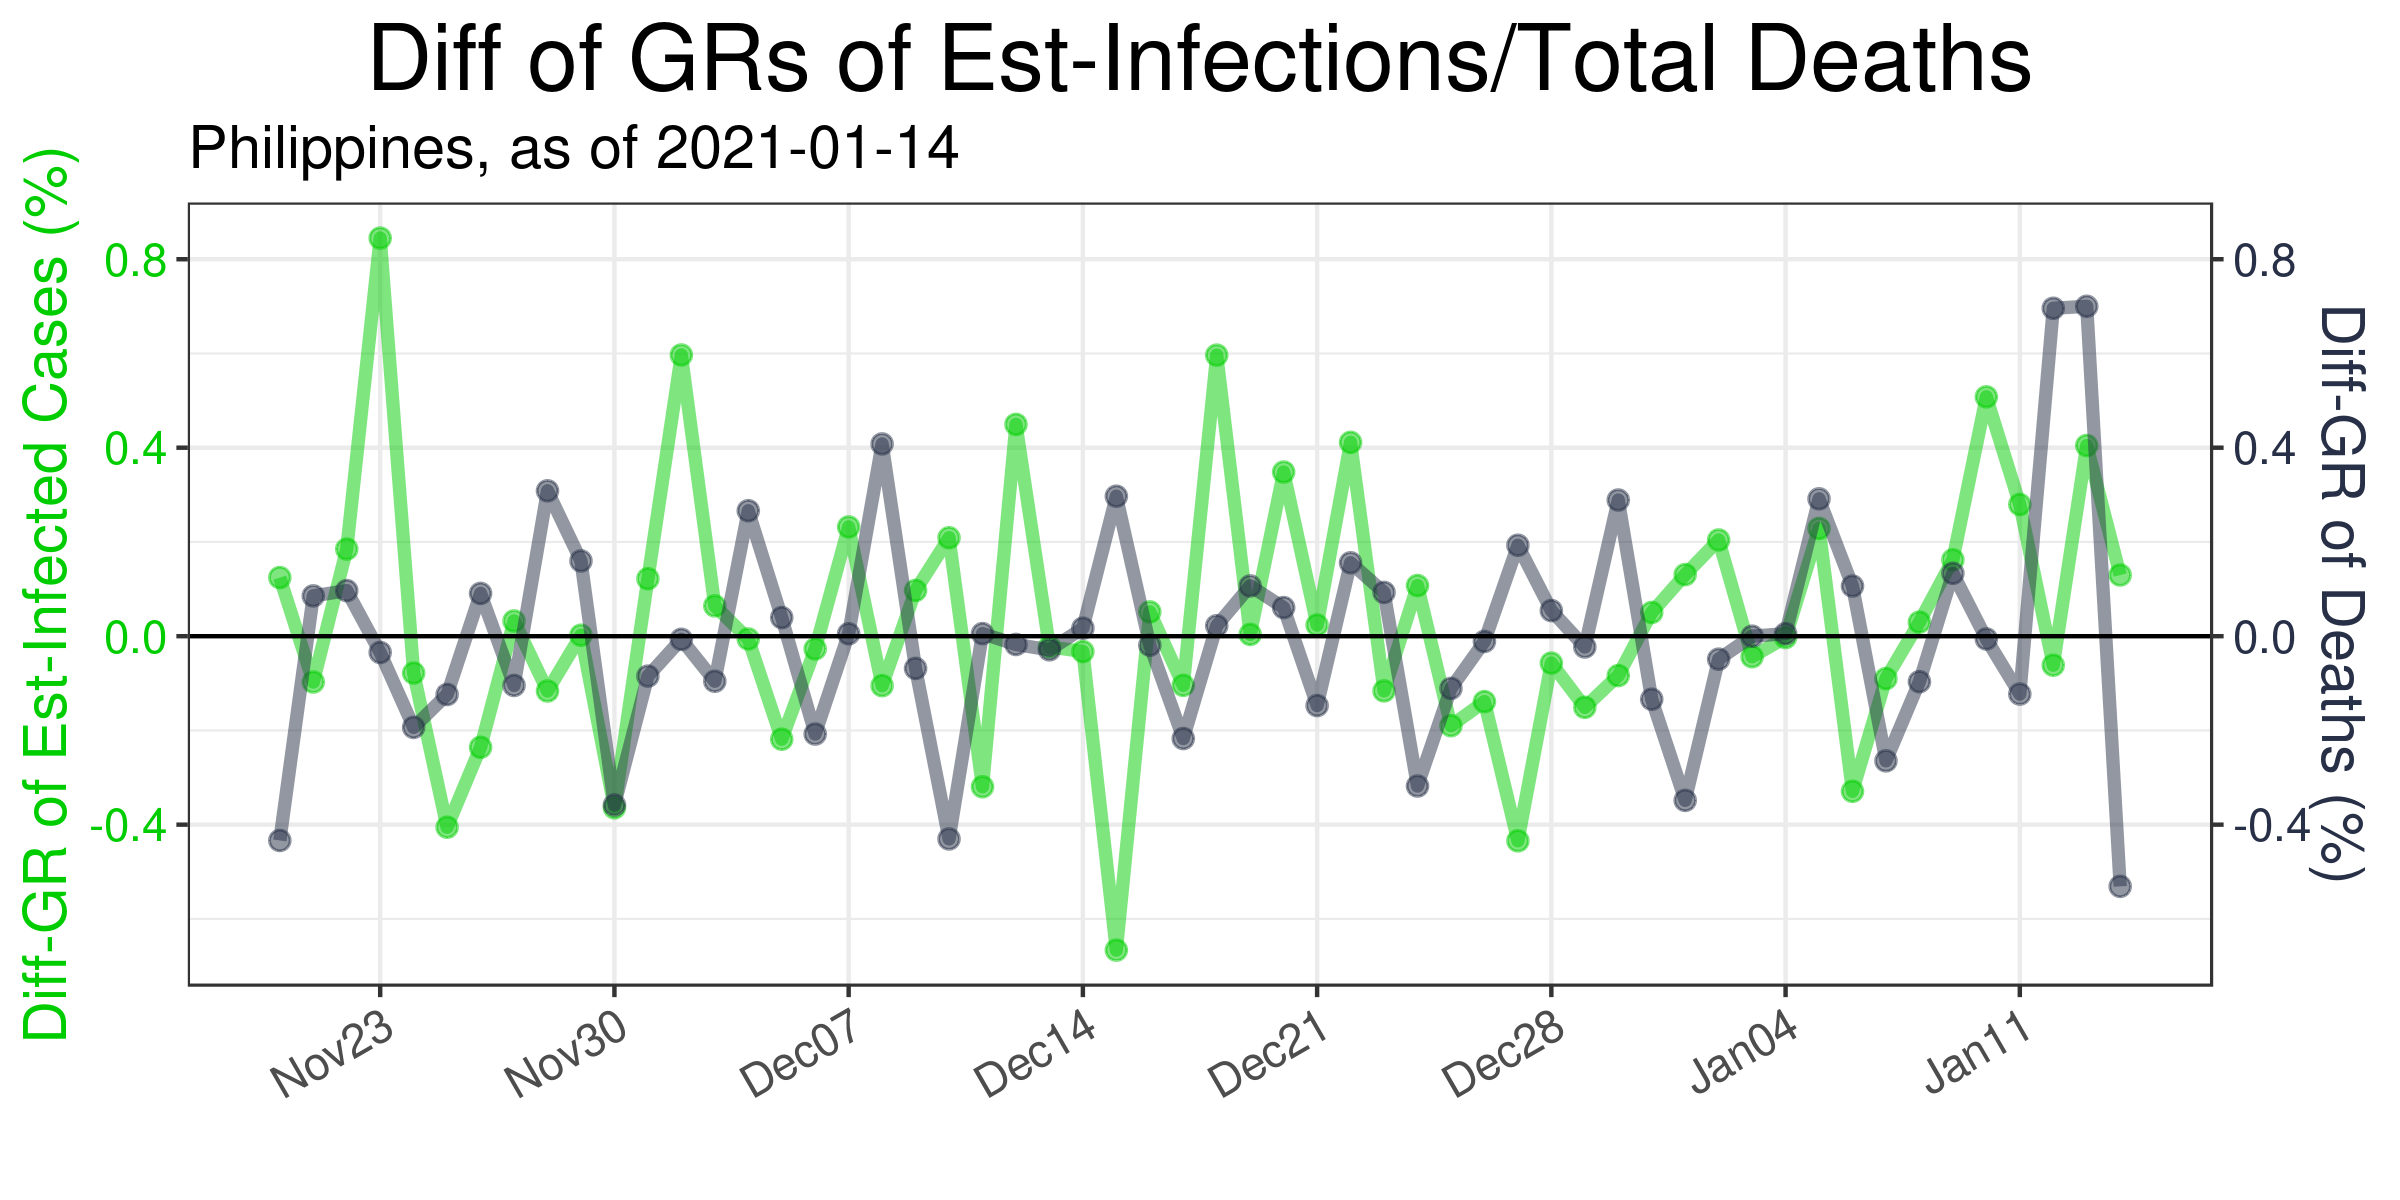 Diff of GRs of Est-Infections/Total Deaths
Philippines, as of 2021-01-14
Diff-GR of Est-Infected Cases (%)
0.8
0.4
0.0
-0.4
0.8
0.4
0.0
-0.4
Diff-GR of Deaths (%)
Nov23
Nov30
Dec07
Dec14
Dec21
Dec28
Jan04
Jan11